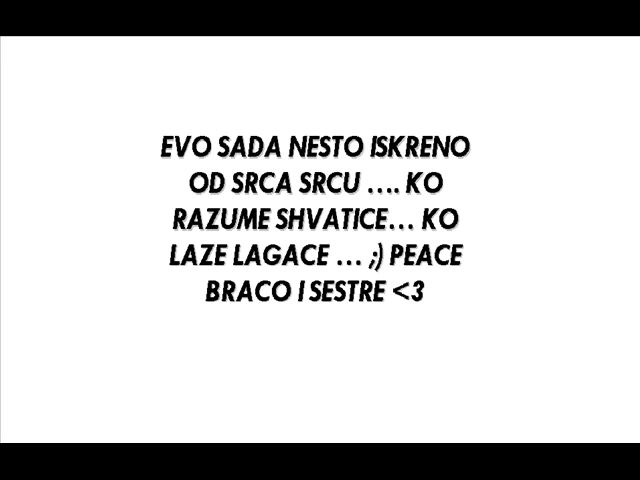 EVO SADA NESTO ISKRENO
OD SRCA SRCU .... KO
RAZUME SHVATICE... KO
LAZE LAGACE ... ;) PEACE
BRACO I SESTRE <3